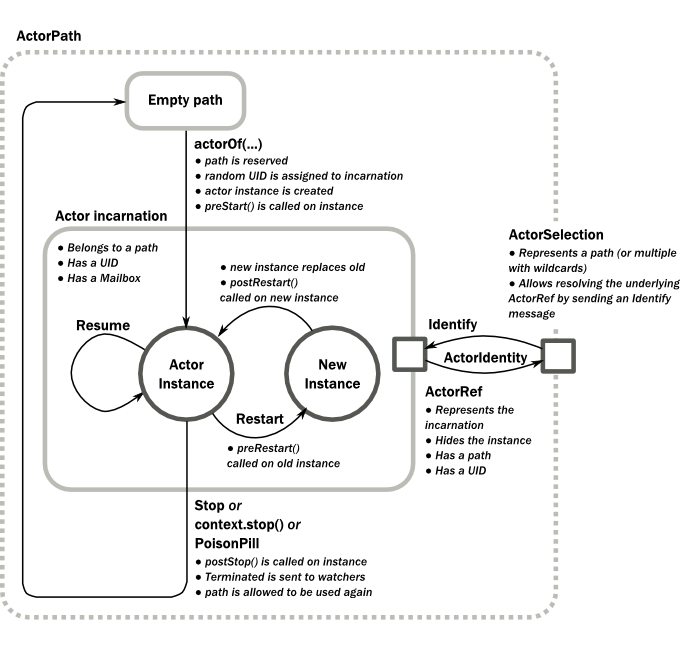 ActorPath
Empty path
actorOf(...)
● path is reserved
● random UID is assigned to incarnation
● actor instance is created
● preStart() is called on instance
Actor incarnation
● Belongs to a path
● Has a UID
● Has a Mailbox
● new instance replaces old
● postRestart()
called on new instance
Resume
Actor
Instance
New
Instance
Restart
● preRestart()
called on old instance
ActorSelection
● Represents a path (or multiple
with wildcards)
● Allows resolving the underlying
ActorRef by sending an Identify
message
Identify
ActorIdentity
ActorRef
● Represents the
incarnation
● Hides the instance
● Has a path
● Has a UID
Stop or
context.stop() or
PoisonPill
● postStop() is called on instance
● Terminated is sent to watchers
● path is allowed to be used again